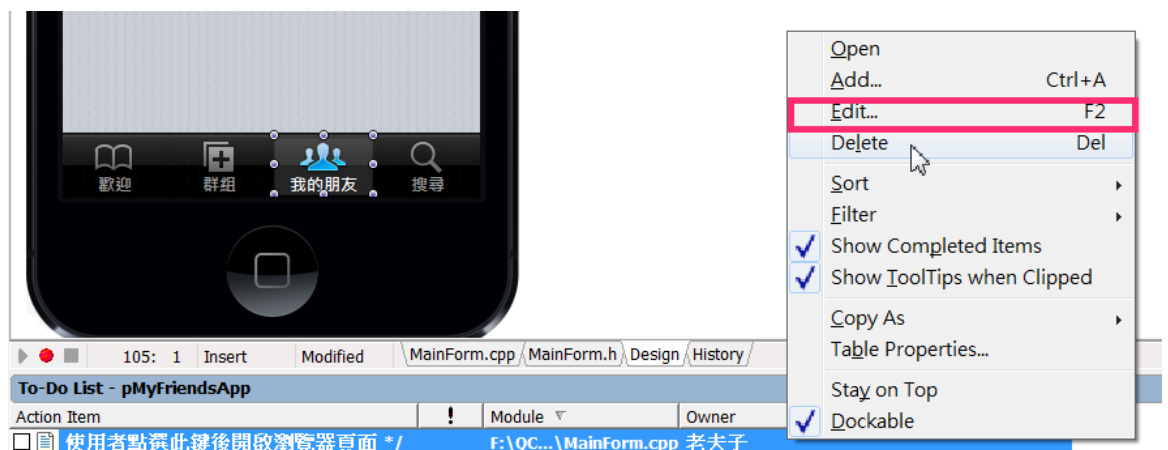 歡迎 群組 我的朋友 搜尋
105: 1 Insert Modified MainForm.cpp MainForm.h Design History
To-Do List - pMyFriendsApp
Action Item ! Module Owner
使用者點選此鍵後開啟瀏覽器頁面 */ F:\QC...\MainForm.cpp 老夫子
Open
Add... Ctrl+A
Edit... F2
Delete Del
Sort
Filter
Show Completed Items
Show ToolTips when Clipped
Copy As
Table Properties...
Stay on Top
Dockable